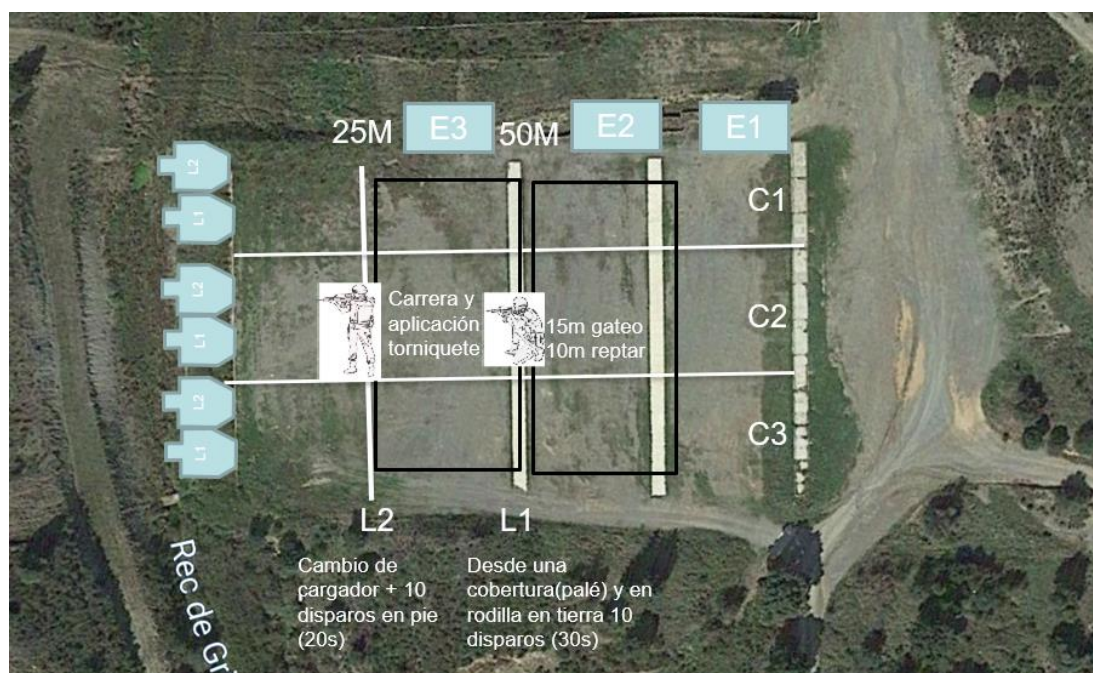 25M
E3
50M
E2
E1
L2
L1
L2
L1
L2
L1
C1
C2
C3
Carrera y
aplicación
torniquete
15m gateo
10m reptar
L2
L1
Cambio de
cargador + 10
disparos en pie
(20s)
Desde una
cobertura(palé) y en
rodilla en tierra 10
disparos (30s)
Rec de Gri